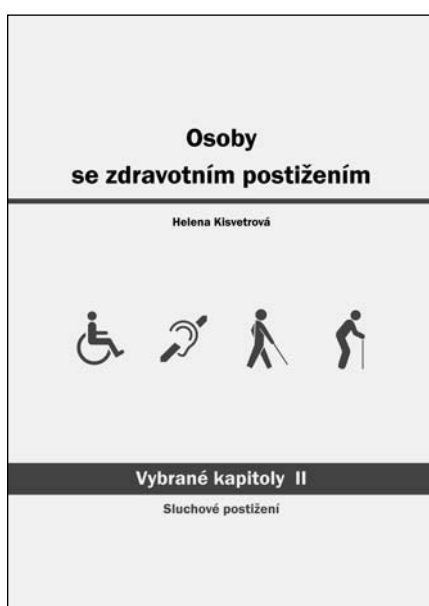 Osoby
se zdravotním postižením
Helena Kisvetrová
Vybrané kapitoly II
Sluchové postižení